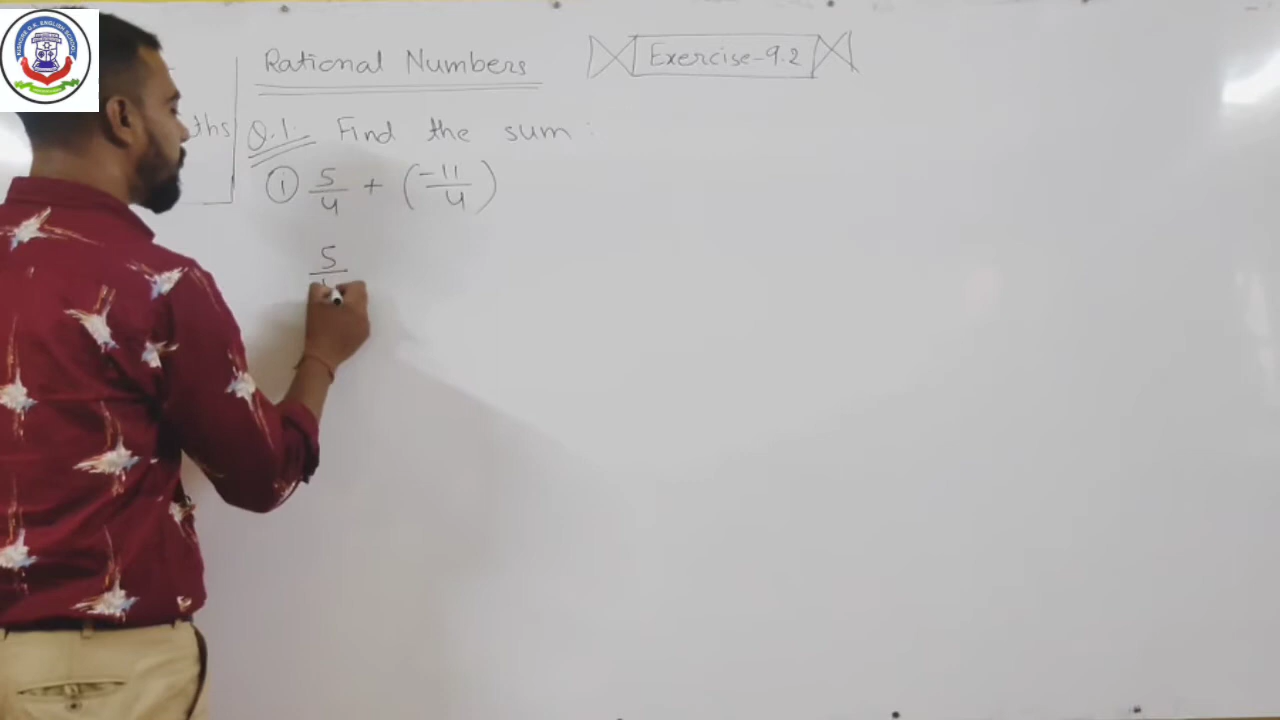 Rational Numbers
Exercise-9.2
ths
Q.1. Find the sum :
① 5/4 + (-11/4)
5